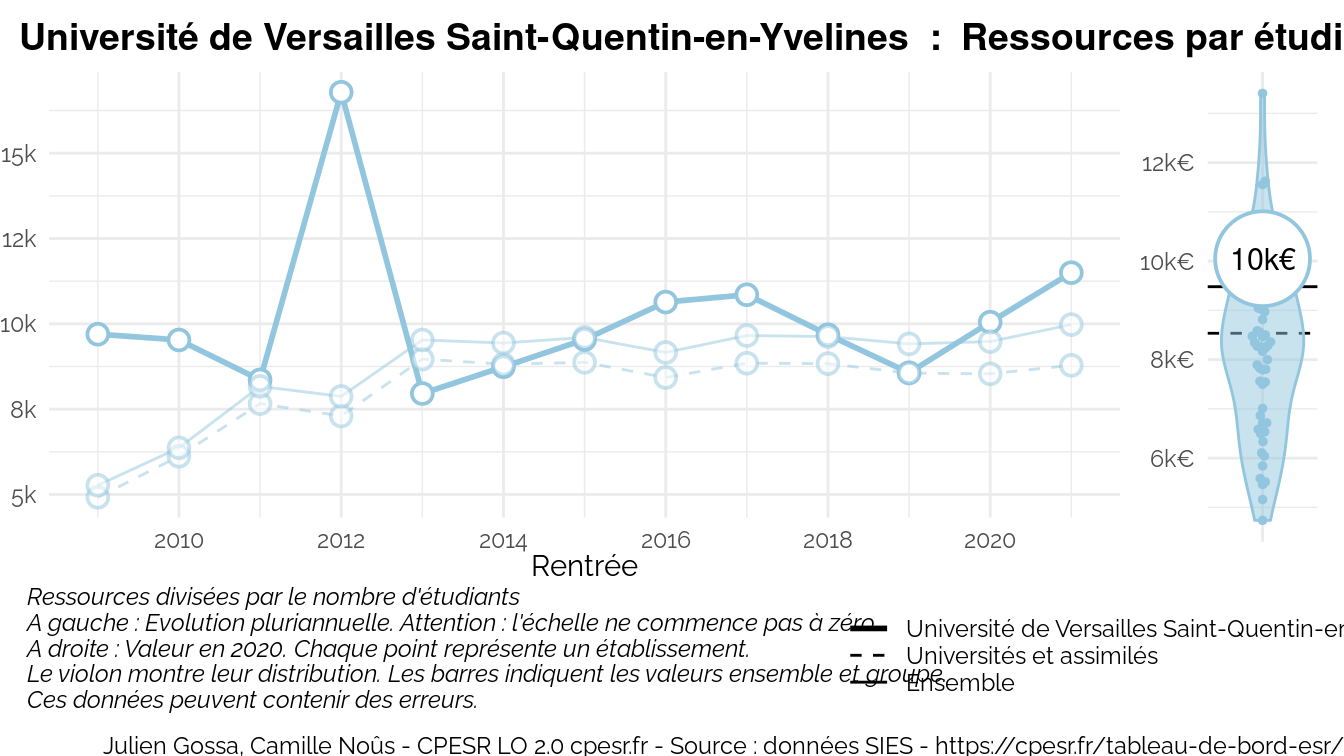 Université de Versailles Saint-Quentin-en-Yvelines : Ressources par étudi
15k
12k
10k
8k
5k
2010 2012 2014 2016 2018 2020
Rentrée
12k€
10k€
8k€
6k€
10k€
Ressources divisées par le nombre d'étudiants
A gauche : Evolution pluriannuelle. Attention : l'échelle ne commence pas à zéro.
A droite : Valeur en 2020. Chaque point représente un établissement.
Le violon montre leur distribution. Les barres indiquent les valeurs ensemble et groupe.
Ces données peuvent contenir des erreurs.
Université de Versailles Saint-Quentin-en
Universités et assimilés
Ensemble
Julien Gossa, Camille Noûs - CPESR LO 2.0 cpesr.fr - Source : données SIES - https://cpesr.fr/tableau-de-bord-esr/